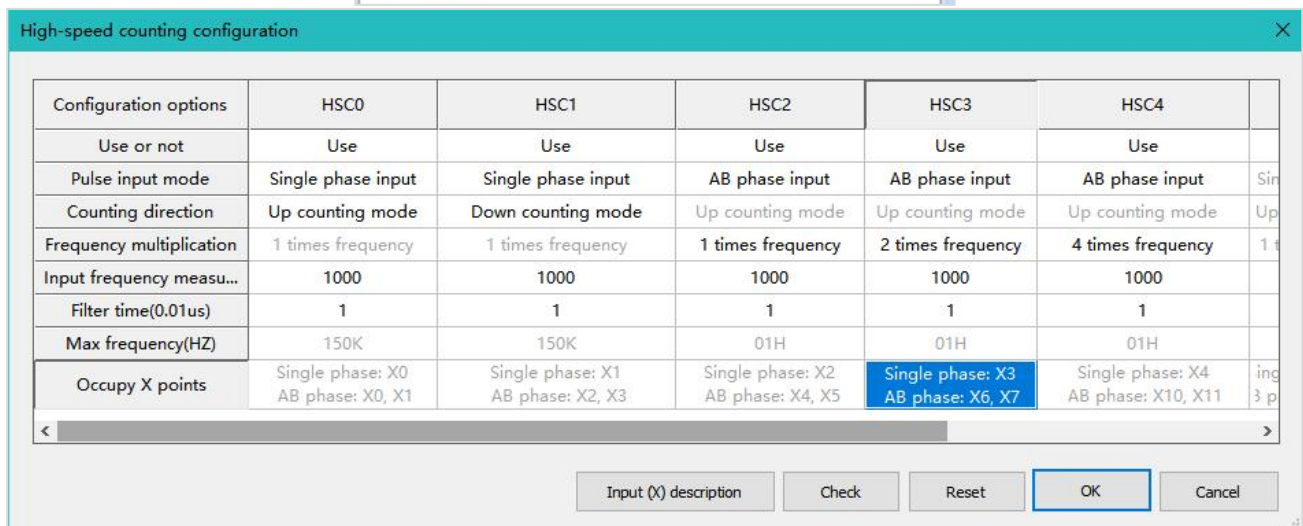 High-speed counting configuration
Configuration options HSC0 HSC1 HSC2 HSC3 HSC4
Use or not Use Use Use Use Use
Pulse input mode Single phase input Single phase input AB phase input AB phase input AB phase input Sin
Counting direction Up counting mode Down counting mode Up counting mode Up counting mode Up counting mode Up
Frequency multiplication 1 times frequency 1 times frequency 1 times frequency 2 times frequency 4 times frequency 1 t
Input frequency measu... 1000 1000 1000 1000 1000
Filter time(0.01us) 1 1 1 1 1
Max frequency(HZ) 150K 150K 01H 01H 01H
Occupy X points
Single phase: X0 Single phase: X1 Single phase: X2 Single phase: X3 Single phase: X4 ing
AB phase: X0, X1 AB phase: X2, X3 AB phase: X4, X5 AB phase: X6, X7 AB phase: X10, X11 p
Input (X) description Check Reset OK Cancel